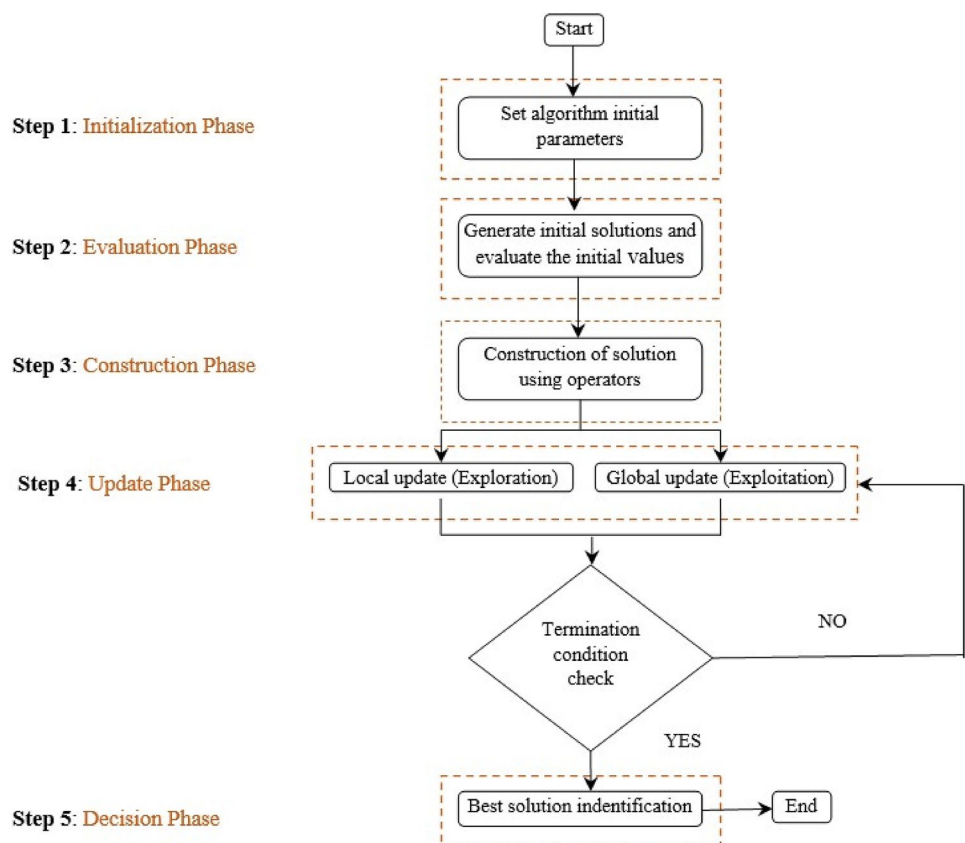 Start
Step 1: Initialization Phase
Set algorithm initial
parameters
Step 2: Evaluation Phase
Generate initial solutions and
evaluate the initial values
Step 3: Construction Phase
Construction of solution
using operators
Step 4: Update Phase
Local update (Exploration)
Global update (Exploitation)
Termination
condition
check
NO
YES
Step 5: Decision Phase
Best solution indentification
End